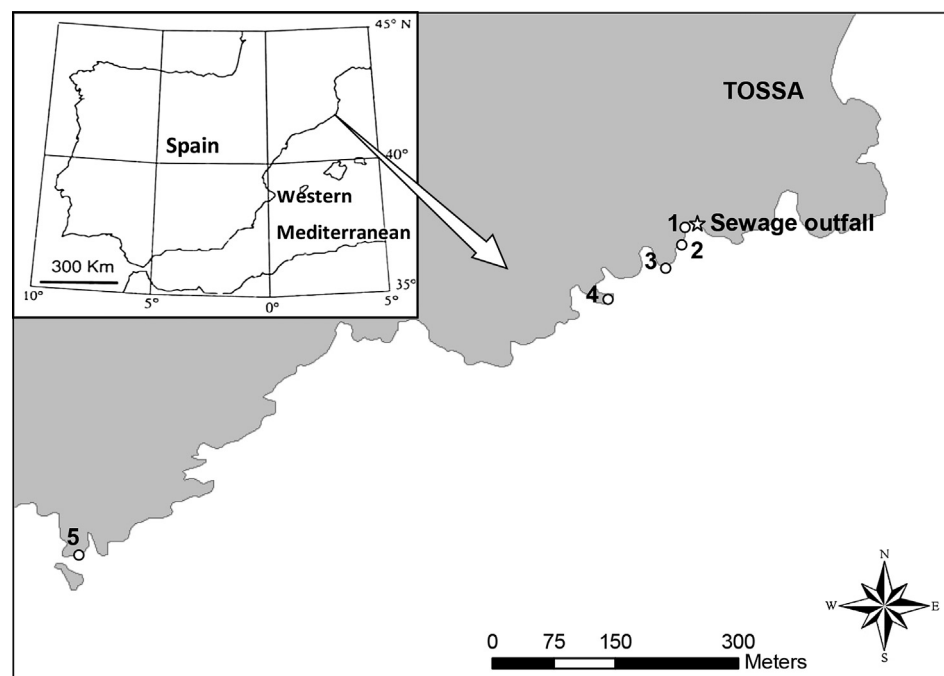 45° N
TOSSA
Spain
40°
Western
Mediterranean
1
Sewage outfall
2
3
4
300 Km
35°
10°
5°
0°
5°
5
N
W
E
S
0
75
150
300
Meters